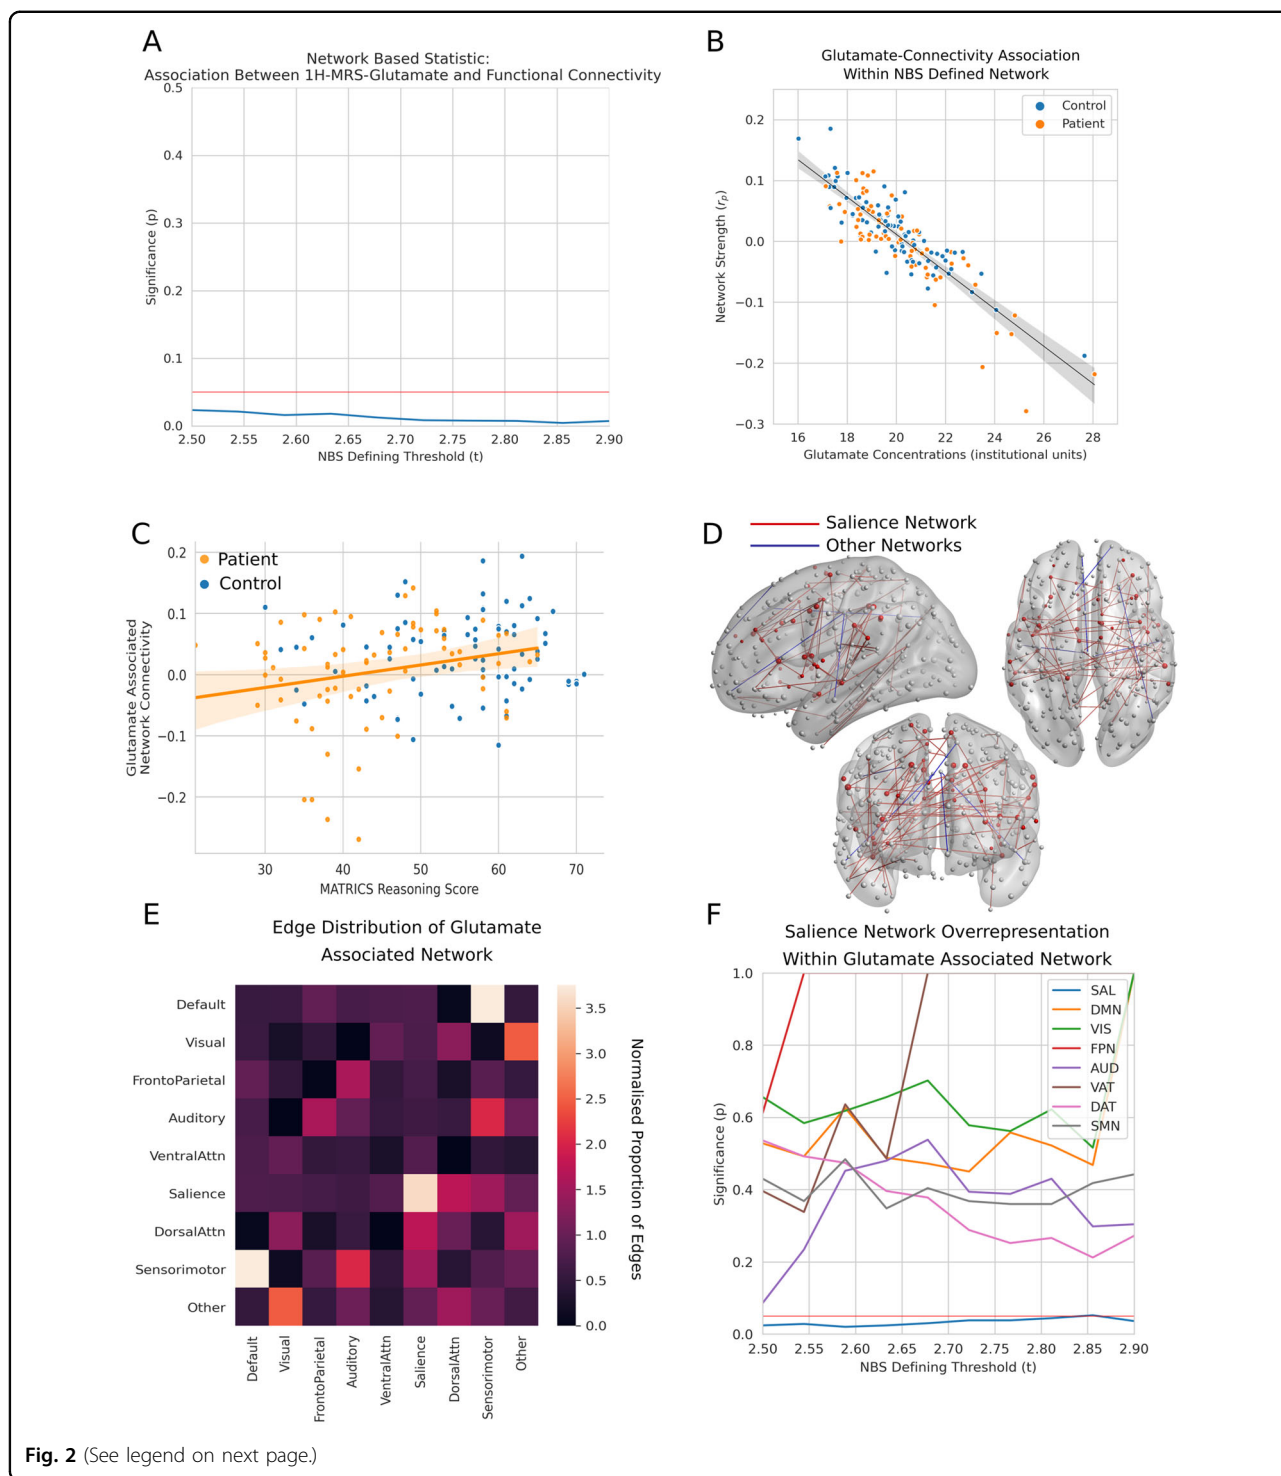 A
Network Based Statistic:
Association Between 1H-MRS-Glutamate and Functional Connectivity
0.5
0.4
0.3
0.2
0.1
0.0
Significance (p)
2.50 2.55 2.60 2.65 2.70 2.75 2.80 2.85 2.90
NBS Defining Threshold (t)
B
Glutamate-Connectivity Association
Within NBS Defined Network
Control
Patient
0.2
0.1
0.0
−0.1
−0.2
−0.3
Network Strength (rₚ)
16 18 20 22 24 26 28
Glutamate Concentrations (institutional units)
C
Patient
Control
0.2
0.1
0.0
−0.1
−0.2
Glutamate Associated
Network Connectivity
30 40 50 60 70
MATRICS Reasoning Score
D
Salience Network
Other Networks
E
Edge Distribution of Glutamate
Associated Network
Default
Visual
FrontoParietal
Auditory
VentralAttn
Salience
DorsalAttn
Sensorimotor
Other
Default
Visual
FrontoParietal
Auditory
VentralAttn
Salience
DorsalAttn
Sensorimotor
Other
3.5
3.0
2.5
2.0
1.5
1.0
0.5
0.0
Normalised Proportion of Edges
F
Salience Network Overrepresentation
Within Glutamate Associated Network
1.0
0.8
0.6
0.4
0.2
0.0
Significance (p)
SAL
DMN
VIS
FPN
AUD
VAT
DAT
SMN
2.50 2.55 2.60 2.65 2.70 2.75 2.80 2.85 2.90
NBS Defining Threshold (t)
Fig. 2 (See legend on next page.)